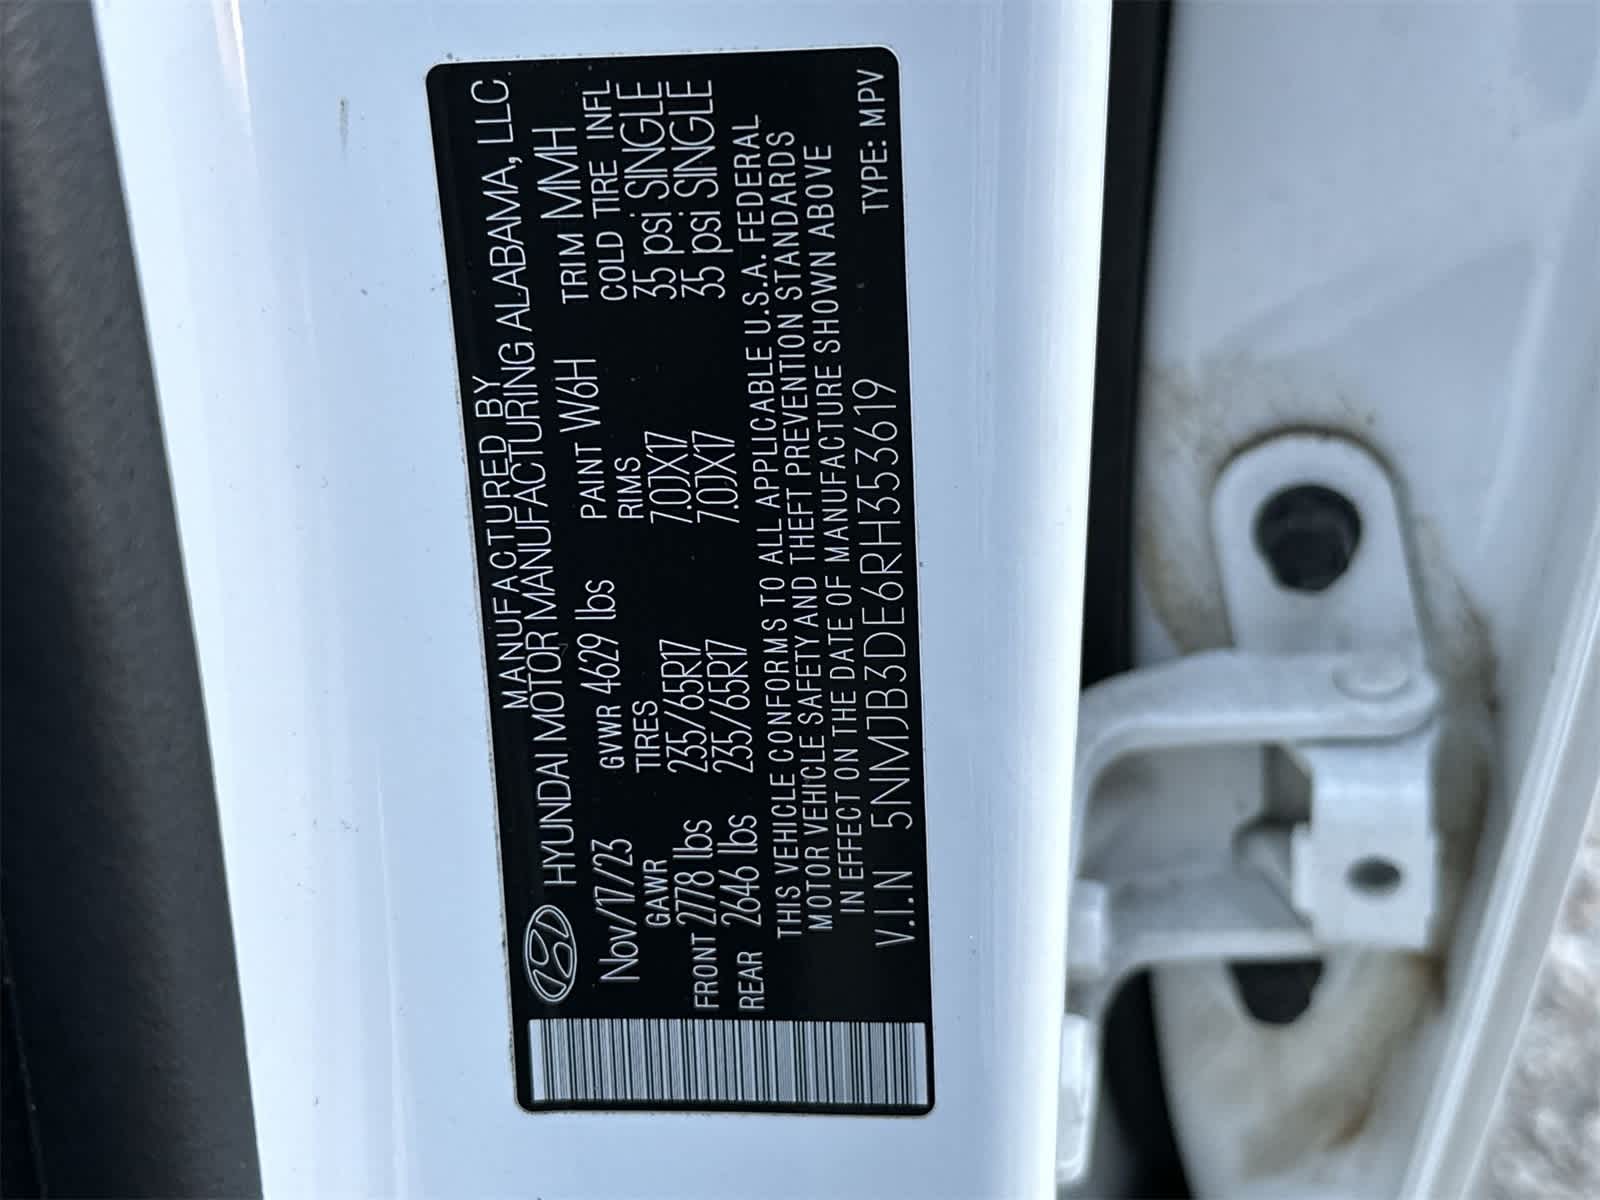 MANUFACTURED BY
HYUNDAI MOTOR MANUFACTURING ALABAMA, LLC
Nov/17/23 GVWR 4629 lbs PAINT W6H TRIM MMH
GAWR TIRES RIMS COLD TIRE INFL
FRONT 2778 lbs 235/65R17 7.0JX17 35 psi SINGLE
REAR 2646 lbs 235/65R17 7.0JX17 35 psi SINGLE
THIS VEHICLE CONFORMS TO ALL APPLICABLE U.S.A. FEDERAL
MOTOR VEHICLE SAFETY AND THEFT PREVENTION STANDARDS
IN EFFECT ON THE DATE OF MANUFACTURE SHOWN ABOVE
V.I.N 5NMJB3DE6RH353619 TYPE: MPV